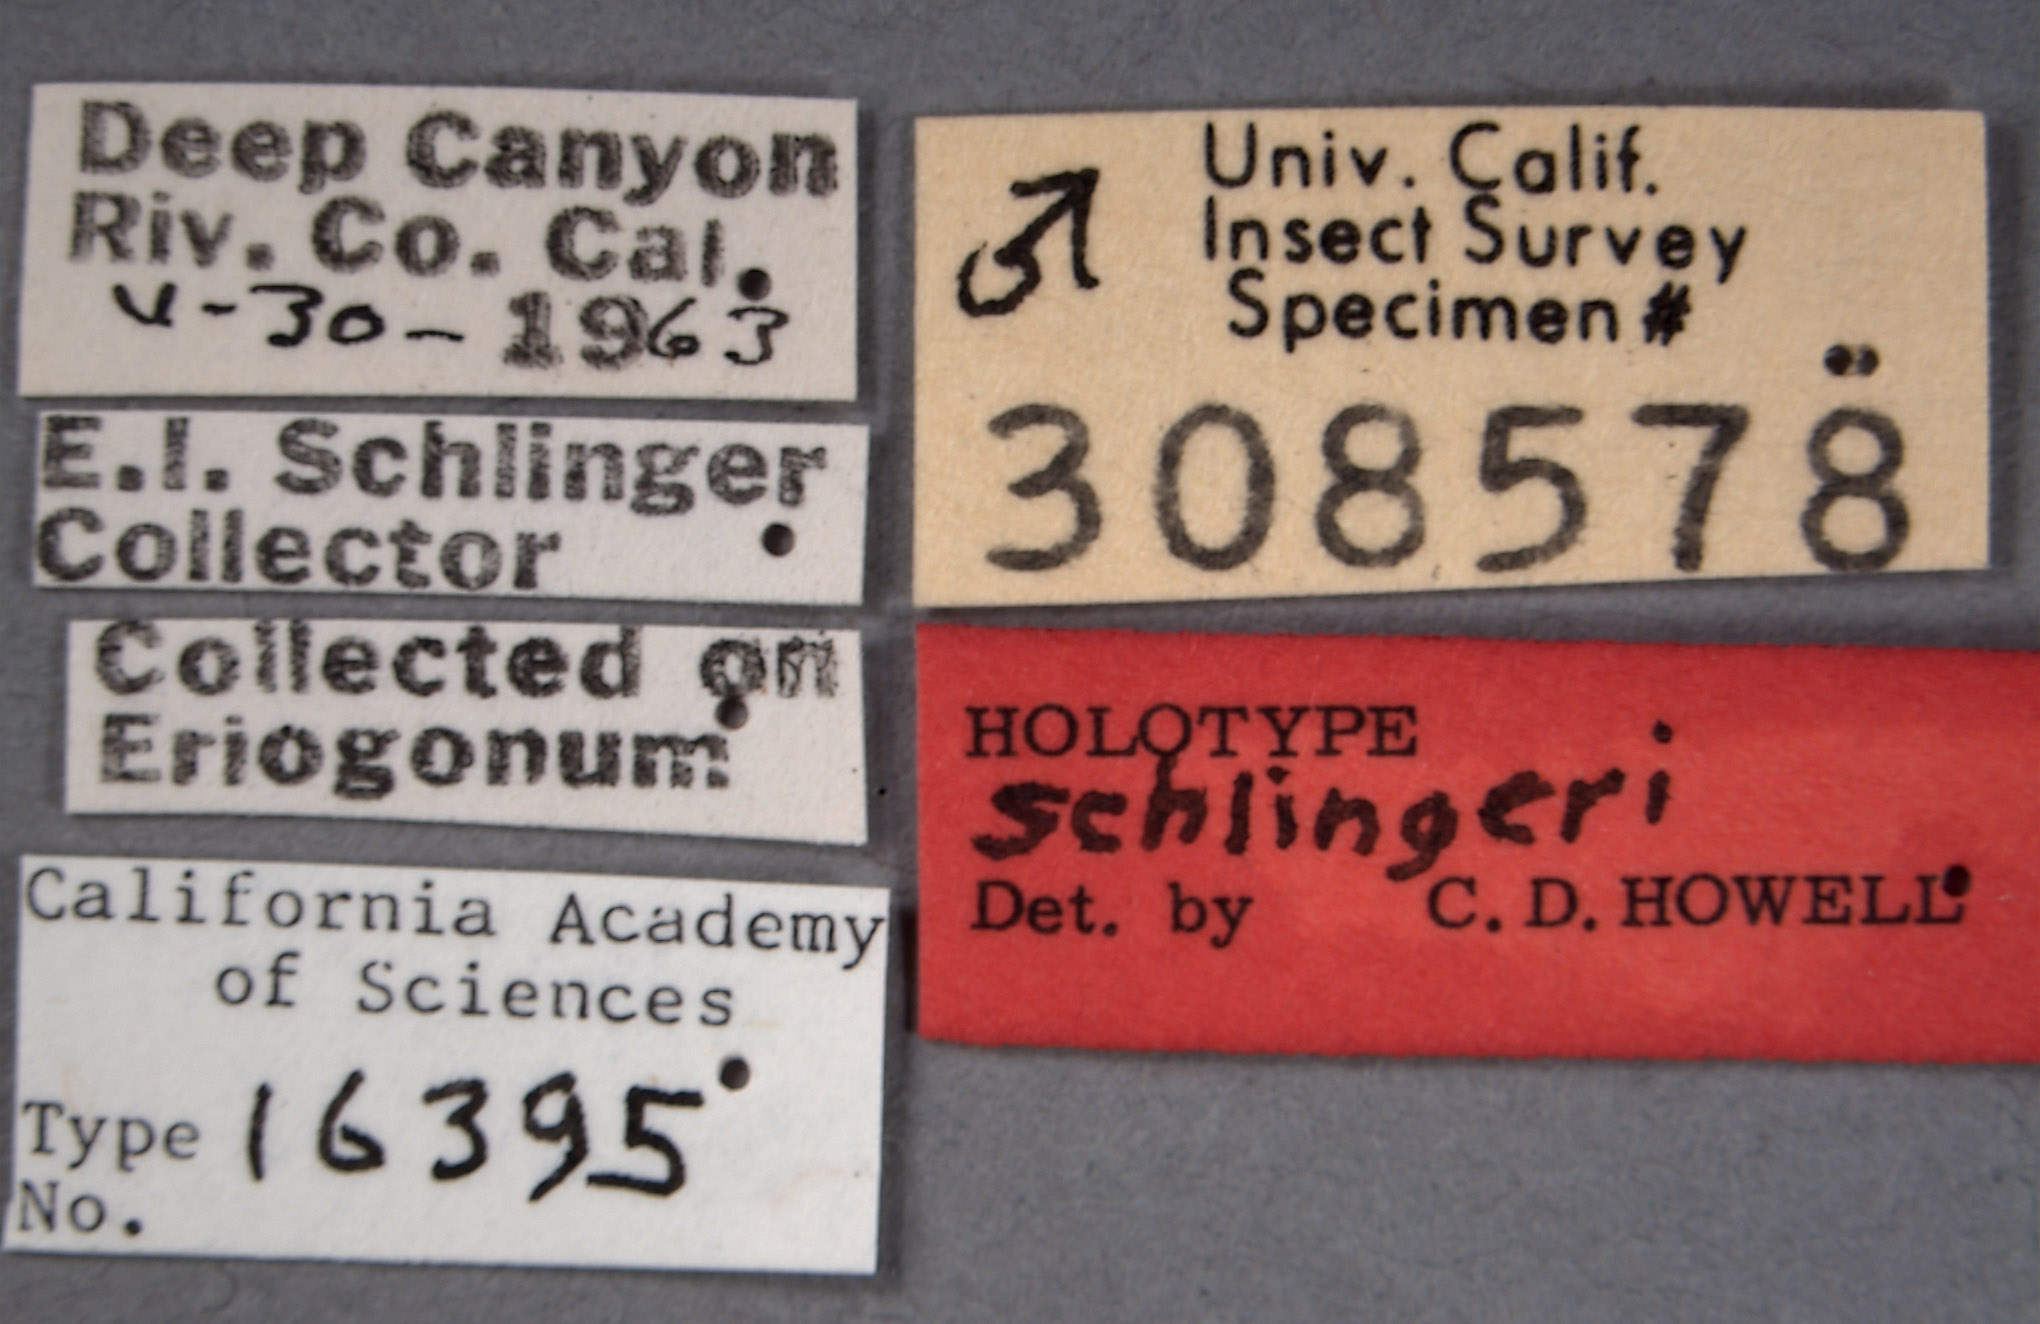 Deep Canyon
Riv. Co. Cal.
V-30-1963
E.I. Schlinger
Collector
Collected on
Eriogonum
California Academy
of Sciences
Type 16395
No.
♂
Univ. Calif.
Insect Survey
Specimen #
308578
HOLOTYPE
schlingeri
Det. by C. D. HOWELL